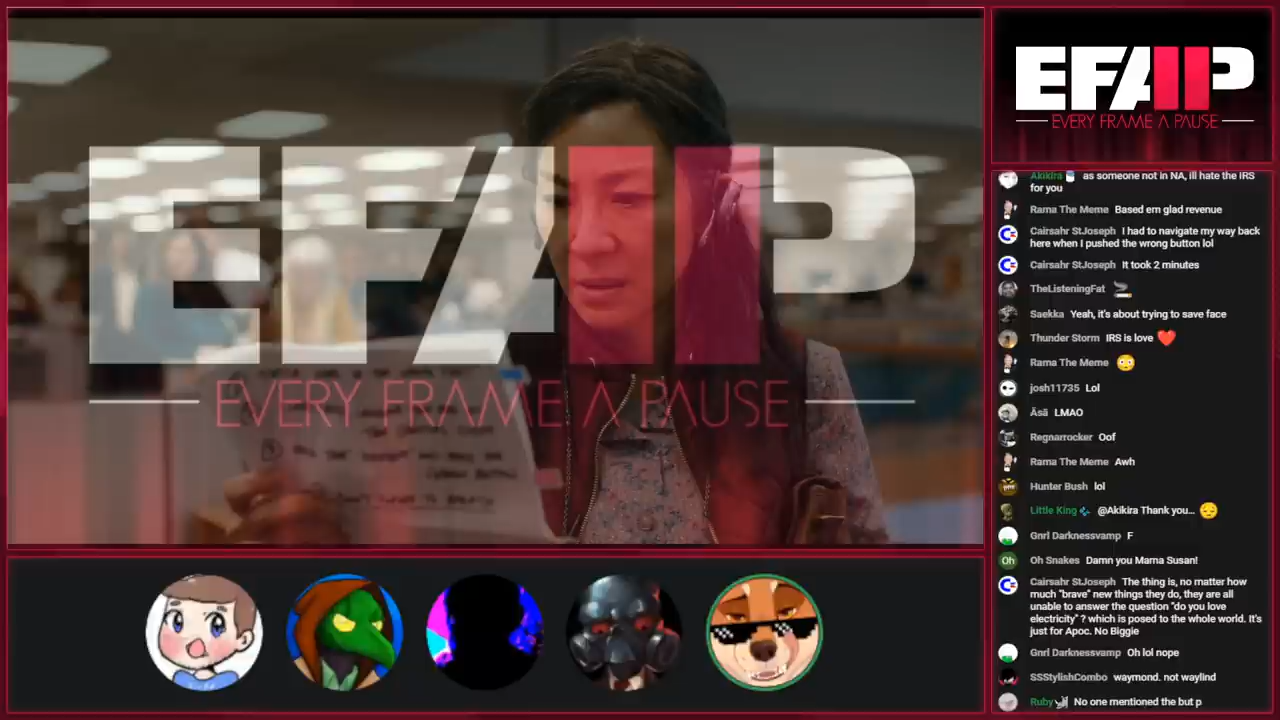 EFAP
EVERY FRAME A PAUSE
EFAP
EVERY FRAME A PAUSE
Akikira as someone not in NA, ill hate the IRS
for you
Rama The Meme Based em glad revenue
Cairsahr StJoseph I had to navigate my way back
here when I pushed the wrong button lol
Cairsahr StJoseph It took 2 minutes
TheListeningFat
Saekka Yeah, it's about trying to save face
Thunder Storm IRS is love
Rama The Meme
josh11735 Lol
Äsä LMAO
Regnarrocker Oof
Rama The Meme Awh
Hunter Bush lol
Little King @Akikira Thank you...
Gnrl Darknessvamp F
Oh
Oh Snakes Damn you Mama Susan!
Cairsahr StJoseph The thing is, no matter how
much "brave" new things they do, they are all
unable to answer the question "do you love
electricity" ? which is posed to the whole world. It's
just for Apoc. No Biggie
Gnrl Darknessvamp Oh lol nope
SSStylishCombo waymond. not waylind
Ruby No one mentioned the but p